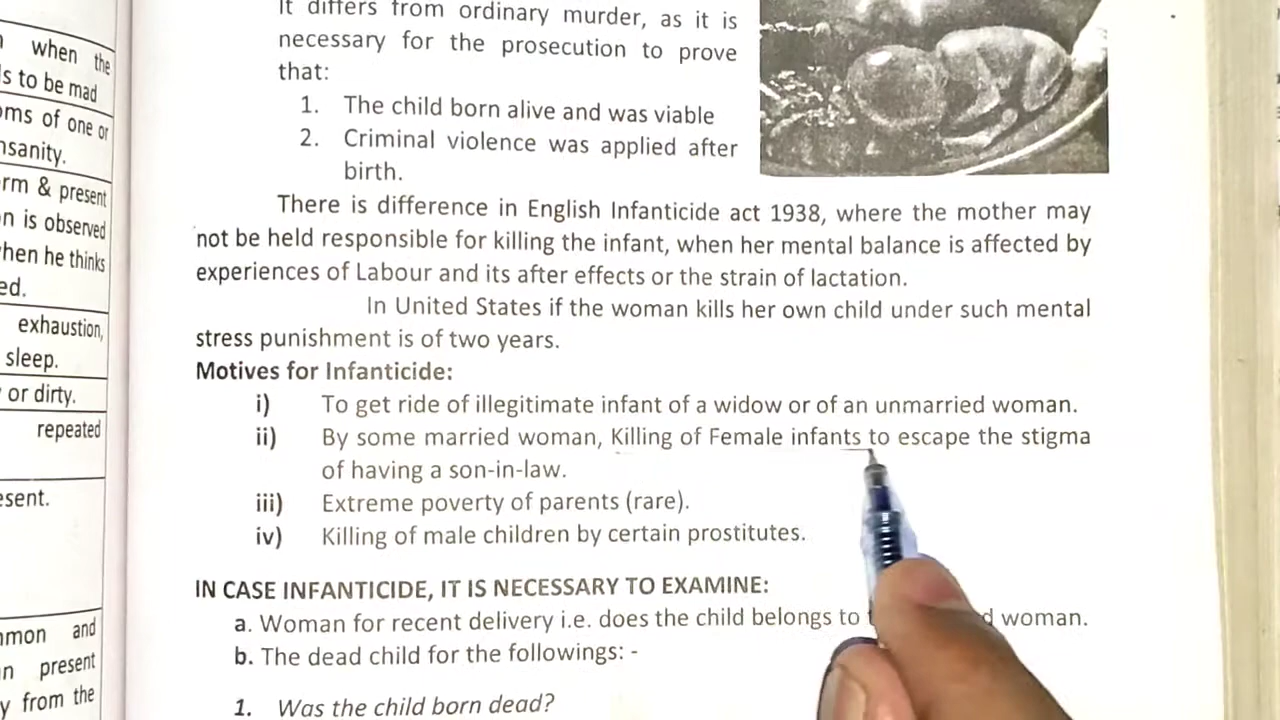 when the
s to be mad
ms of one or
nsanity.
rm & present
n is observed
hen he thinks
ed.
exhaustion,
sleep.
or dirty.
repeated
esent.
mon and
n present
y from the
It differs from ordinary murder, as it is
necessary for the prosecution to prove
that:
1. The child born alive and was viable
2. Criminal violence was applied after
birth.
There is difference in English Infanticide act 1938, where the mother may
not be held responsible for killing the infant, when her mental balance is affected by
experiences of Labour and its after effects or the strain of lactation.
In United States if the woman kills her own child under such mental
stress punishment is of two years.
Motives for Infanticide:
i) To get ride of illegitimate infant of a widow or of an unmarried woman.
ii) By some married woman, Killing of Female infants to escape the stigma
of having a son-in-law.
iii) Extreme poverty of parents (rare).
iv) Killing of male children by certain prostitutes.
IN CASE INFANTICIDE, IT IS NECESSARY TO EXAMINE:
a. Woman for recent delivery i.e. does the child belongs to woman.
b. The dead child for the followings: -
1. Was the child born dead?